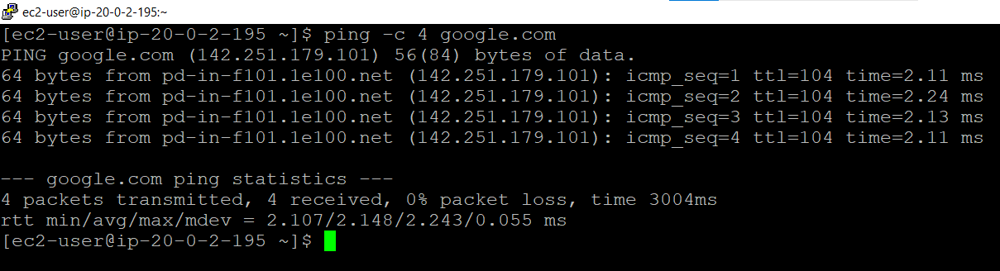 ec2-user@ip-20-0-2-195:~
[ec2-user@ip-20-0-2-195 ~]$ ping -c 4 google.com
PING google.com (142.251.179.101) 56(84) bytes of data.
64 bytes from pd-in-f101.1e100.net (142.251.179.101): icmp_seq=1 ttl=104 time=2.11 ms
64 bytes from pd-in-f101.1e100.net (142.251.179.101): icmp_seq=2 ttl=104 time=2.24 ms
64 bytes from pd-in-f101.1e100.net (142.251.179.101): icmp_seq=3 ttl=104 time=2.13 ms
64 bytes from pd-in-f101.1e100.net (142.251.179.101): icmp_seq=4 ttl=104 time=2.11 ms
--- google.com ping statistics ---
4 packets transmitted, 4 received, 0% packet loss, time 3004ms
rtt min/avg/max/mdev = 2.107/2.148/2.243/0.055 ms
[ec2-user@ip-20-0-2-195 ~]$